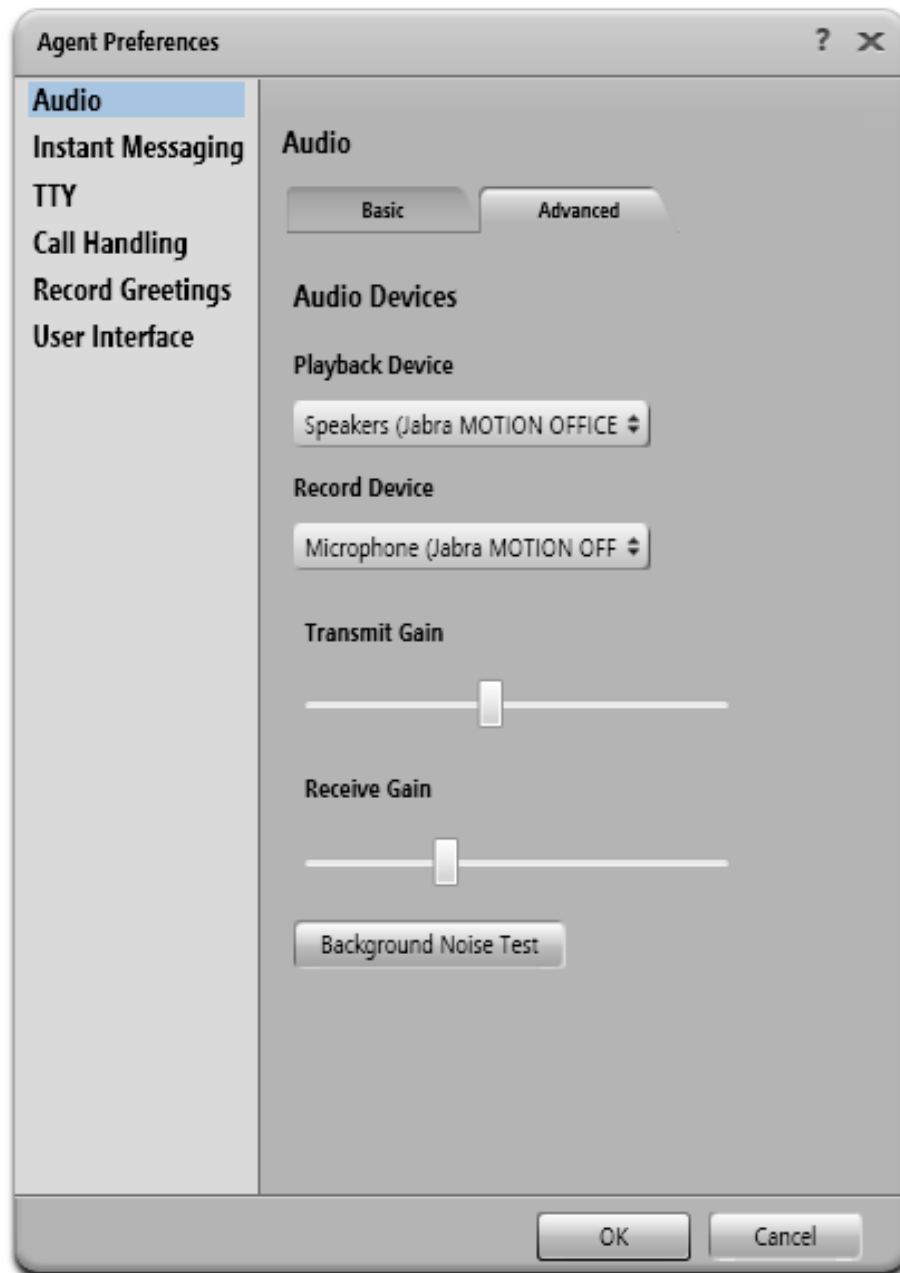 Agent Preferences
?
Audio
Instant Messaging
TTY
Call Handling
Record Greetings
User Interface
Audio
Basic
Advanced
Audio Devices
Playback Device
Speakers (Jabra MOTION OFFICE
Record Device
Microphone (Jabra MOTION OFF
Transmit Gain
Receive Gain
Background Noise Test
OK
Cancel